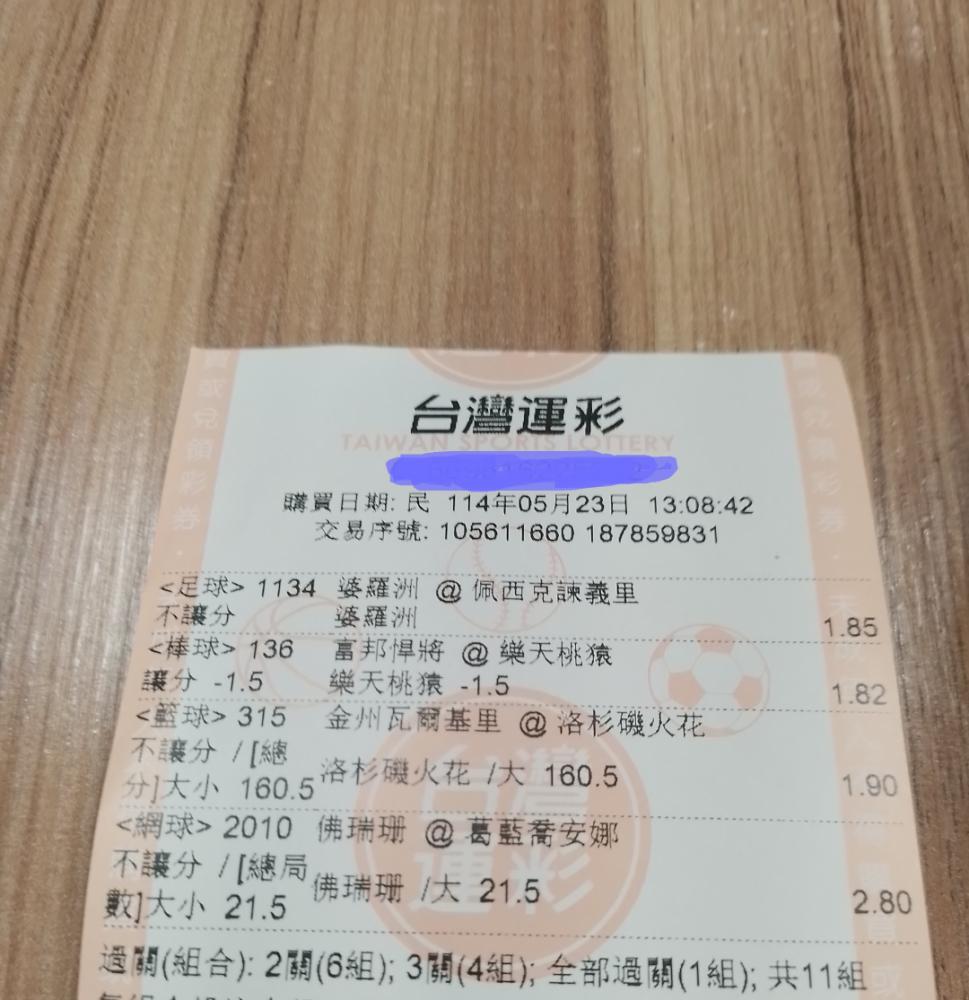 台灣運彩
TAIWAN SPORTS LOTTERY
購買日期: 民 114年05月23日 13:08:42
交易序號: 105611660 187859831
<足球> 1134 婆羅洲 @ 佩西克諫義里
不讓分 婆羅洲 1.85
<棒球> 136 富邦悍將 @ 樂天桃猿
讓分 -1.5 樂天桃猿 -1.5 1.82
<籃球> 315 金州瓦爾基里 @ 洛杉磯火花
不讓分 / [總
分]大小 160.5 洛杉磯火花 /大 160.5 1.90
<網球> 2010 佛瑞珊 @ 葛藍喬安娜
不讓分 / [總局
數]大小 21.5 佛瑞珊 /大 21.5 2.80
過關(組合): 2關(6組); 3關(4組); 全部過關(1組); 共11組